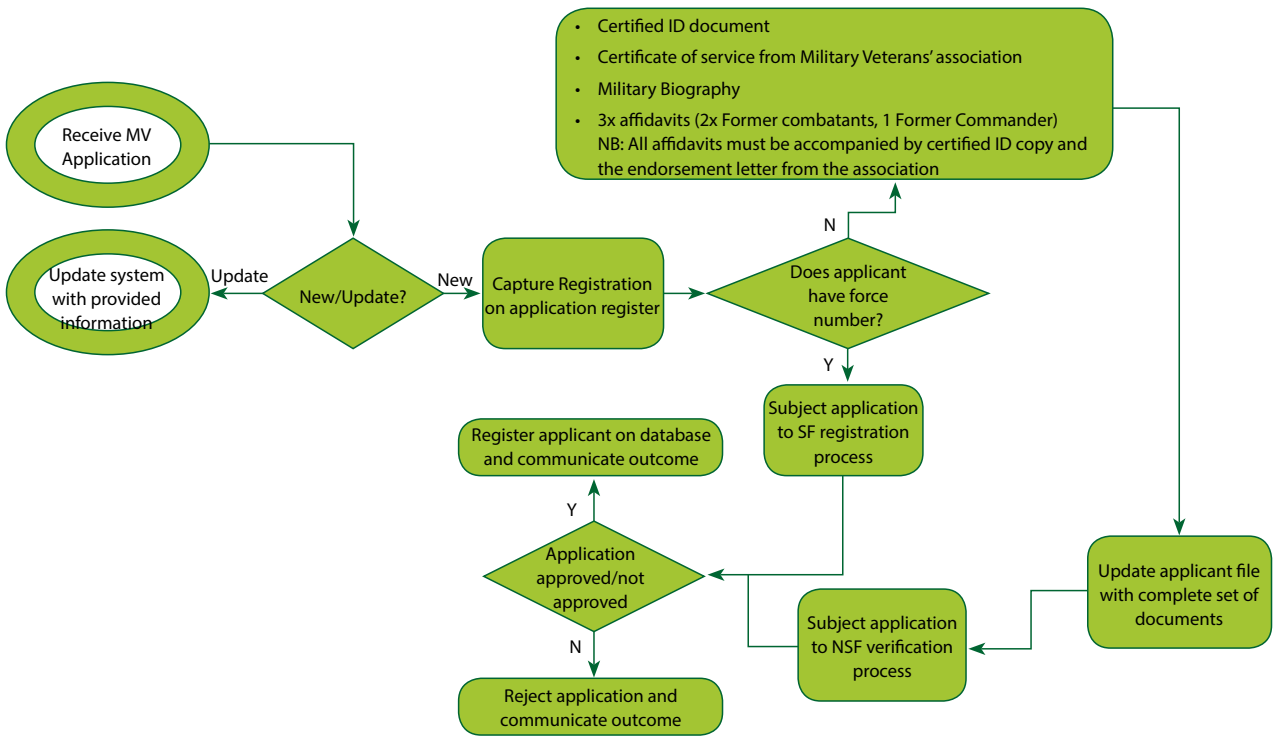 • Certified ID document
• Certificate of service from Military Veterans’ association
• Military Biography
• 3x affidavits (2x Former combatants, 1 Former Commander)
NB: All affidavits must be accompanied by certified ID copy and
the endorsement letter from the association
Receive MV
Application
Update system
with provided
information
Update
New/Update?
New
Capture Registration
on application register
N
Does applicant
have force
number?
Y
Subject application
to SF registration
process
Register applicant on database
and communicate outcome
Y
Application
approved/not
approved
N
Reject application and
communicate outcome
Subject application
to NSF verification
process
Update applicant file
with complete set of
documents